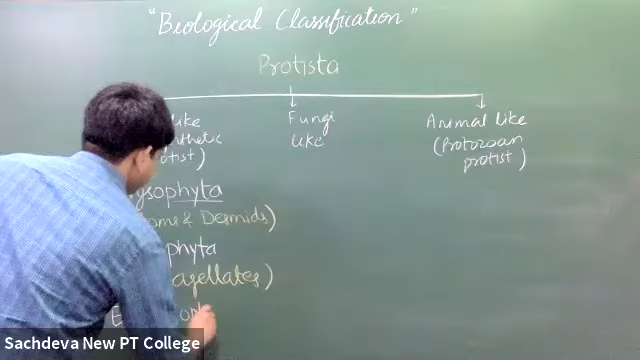 "Biological Classification"
Protista
like Fungi Animal like
thetic like (Protozoan
tist) protist)
ysophyta
oms & Desmids)
phyta
agellates)
E
Sachdeva New PT College